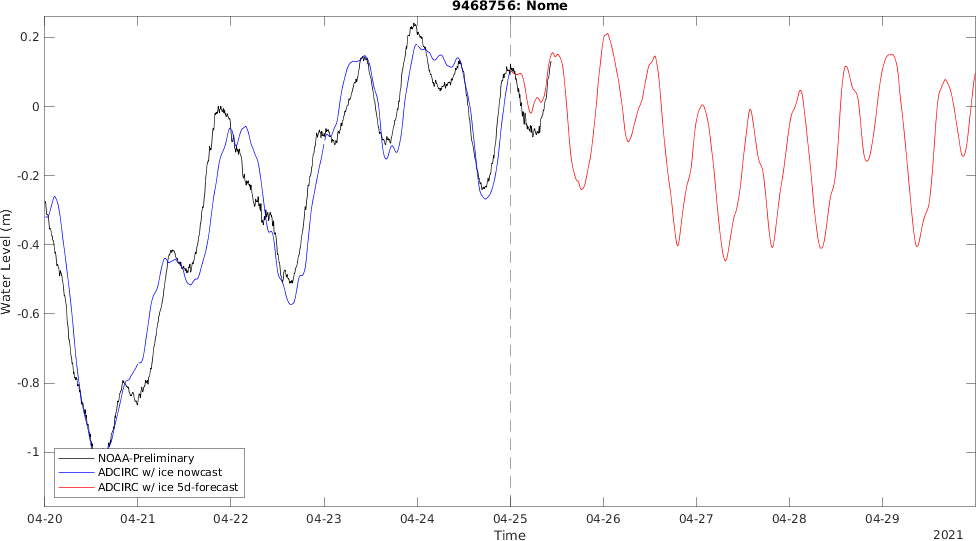 9468756: Nome
Water Level (m)
0.2
0
-0.2
-0.4
-0.6
-0.8
-1
NOAA-Preliminary
ADCIRC w/ ice nowcast
ADCIRC w/ ice 5d-forecast
04-20 04-21 04-22 04-23 04-24 04-25 04-26 04-27 04-28 04-29
Time
2021